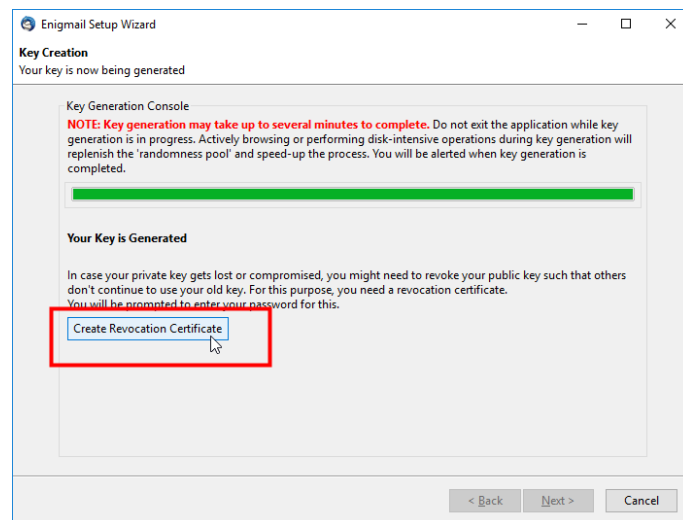 Enigmail Setup Wizard
Key Creation
Your key is now being generated
Key Generation Console
NOTE: Key generation may take up to several minutes to complete. Do not exit the application while key
generation is in progress. Actively browsing or performing disk-intensive operations during key generation will
replenish the 'randomness pool' and speed-up the process. You will be alerted when key generation is
completed.
Your Key is Generated
In case your private key gets lost or compromised, you might need to revoke your public key such that others
don't continue to use your old key. For this purpose, you need a revocation certificate.
You will be prompted to enter your password for this.
Create Revocation Certificate
< Back Next > Cancel